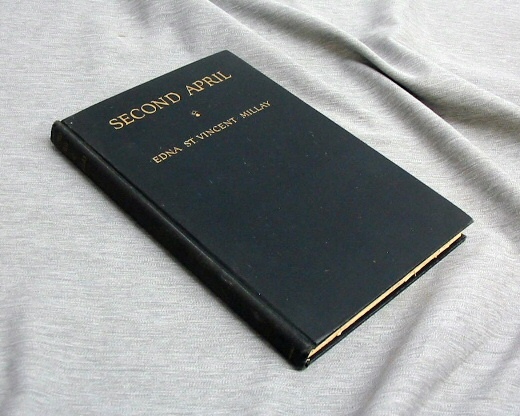 SECOND APRIL
EDNA ST. VINCENT MILLAY